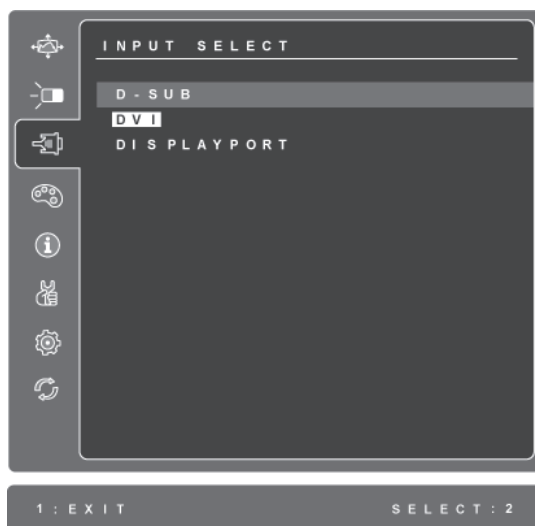 INPUT SELECT
D-SUB
DVI
DISPLAYPORT
1:EXIT SELECT:2